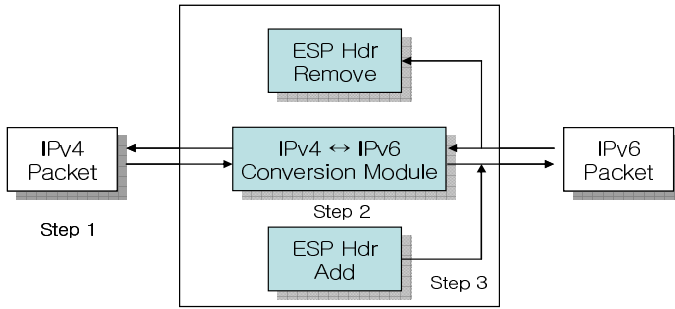 ESP Hdr
Remove
IPv4
Packet
IPv4 ↔ IPv6
Conversion Module
IPv6
Packet
Step 1
Step 2
ESP Hdr
Add
Step 3